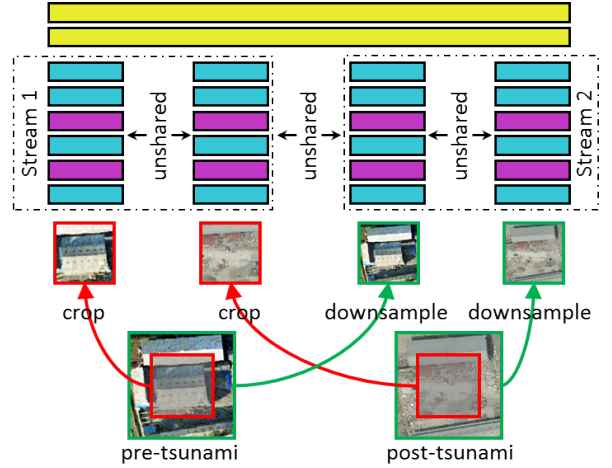 Stream 1
unshared
unshared
unshared
Stream 2
crop
crop
downsample
downsample
pre-tsunami
post-tsunami